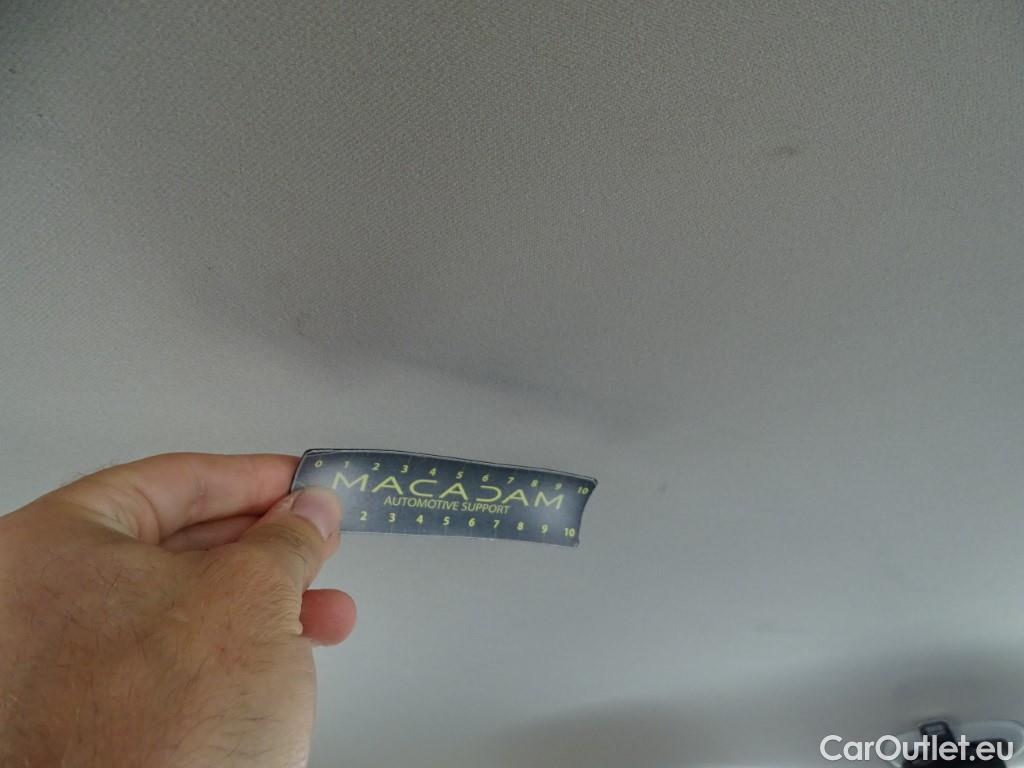 0 1 2 3 4 5 6 7 8 9 10
MACADAM
AUTOMOTIVE SUPPORT
2 3 4 5 6 7 8 9 10
CarOutlet.eu